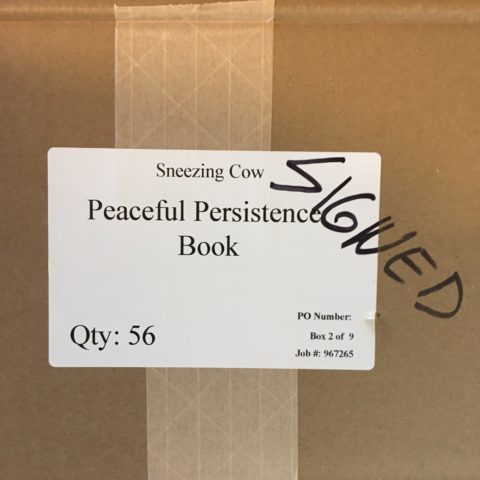 Sneezing Cow
Peaceful Persistence
Book
SIGNED
PO Number:
Qty: 56
Box 2 of 9
Job #: 967265